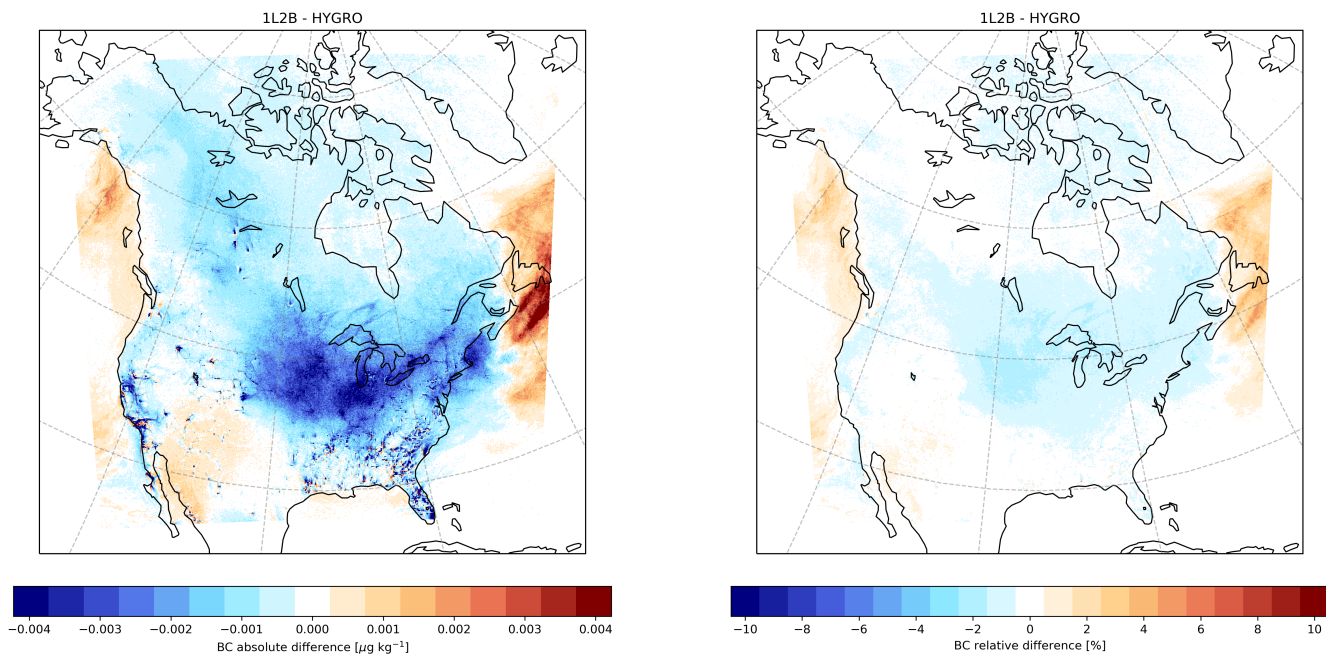 1L2B - HYGRO
1L2B - HYGRO
−0.004 −0.003 −0.002 −0.001 0.000 0.001 0.002 0.003 0.004
BC absolute difference [μg kg⁻¹]
−10 −8 −6 −4 −2 0 2 4 6 8 10
BC relative difference [%]